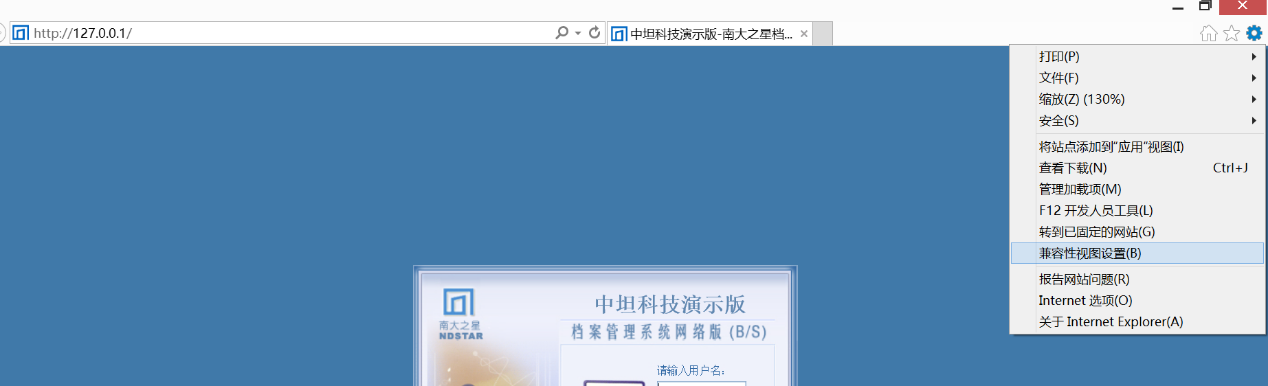 http://127.0.0.1/
中坦科技演示版-南大之星档...
打印(P)
文件(F)
缩放(Z) (130%)
安全(S)
将站点添加到“应用”视图(I)
查看下载(N) Ctrl+J
管理加载项(M)
F12 开发人员工具(L)
转到已固定的网站(G)
兼容性视图设置(B)
报告网站问题(R)
Internet 选项(O)
关于 Internet Explorer(A)
南大之星
NDSTAR
中坦科技演示版
档案管理系统网络版 (B/S)
请输入用户名：